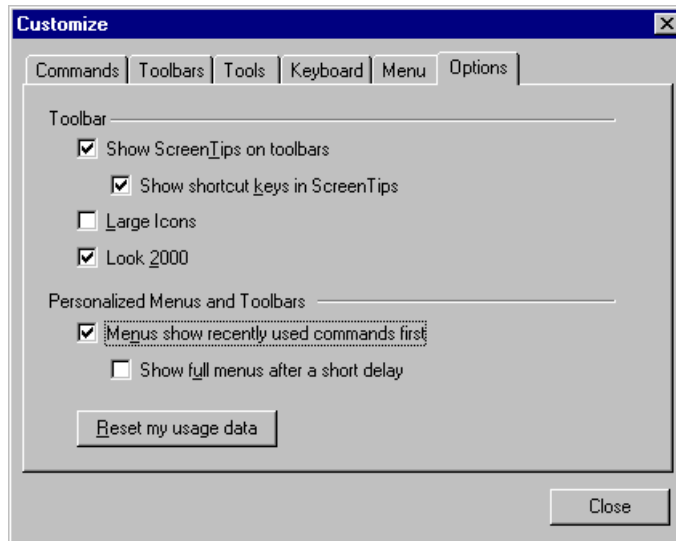 Customize
Commands Toolbars Tools Keyboard Menu Options
Toolbar
Show ScreenTips on toolbars
Show shortcut keys in ScreenTips
Large Icons
Look 2000
Personalized Menus and Toolbars
Menus show recently used commands first
Show full menus after a short delay
Reset my usage data
Close